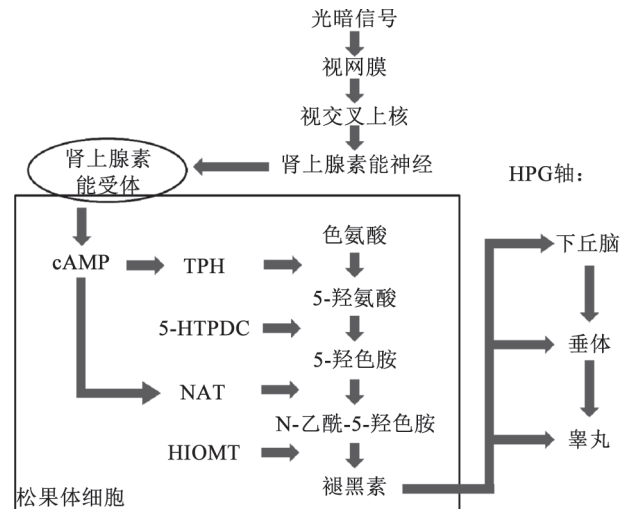 光暗信号
视网膜
视交叉上核
肾上腺素能神经
肾上腺素
能受体
HPG轴：
cAMP
TPH
色氨酸
5-羟氨酸
5-HTPDC
5-羟色胺
NAT
N-乙酰-5-羟色胺
HIOMT
褪黑素
松果体细胞
下丘脑
垂体
睾丸